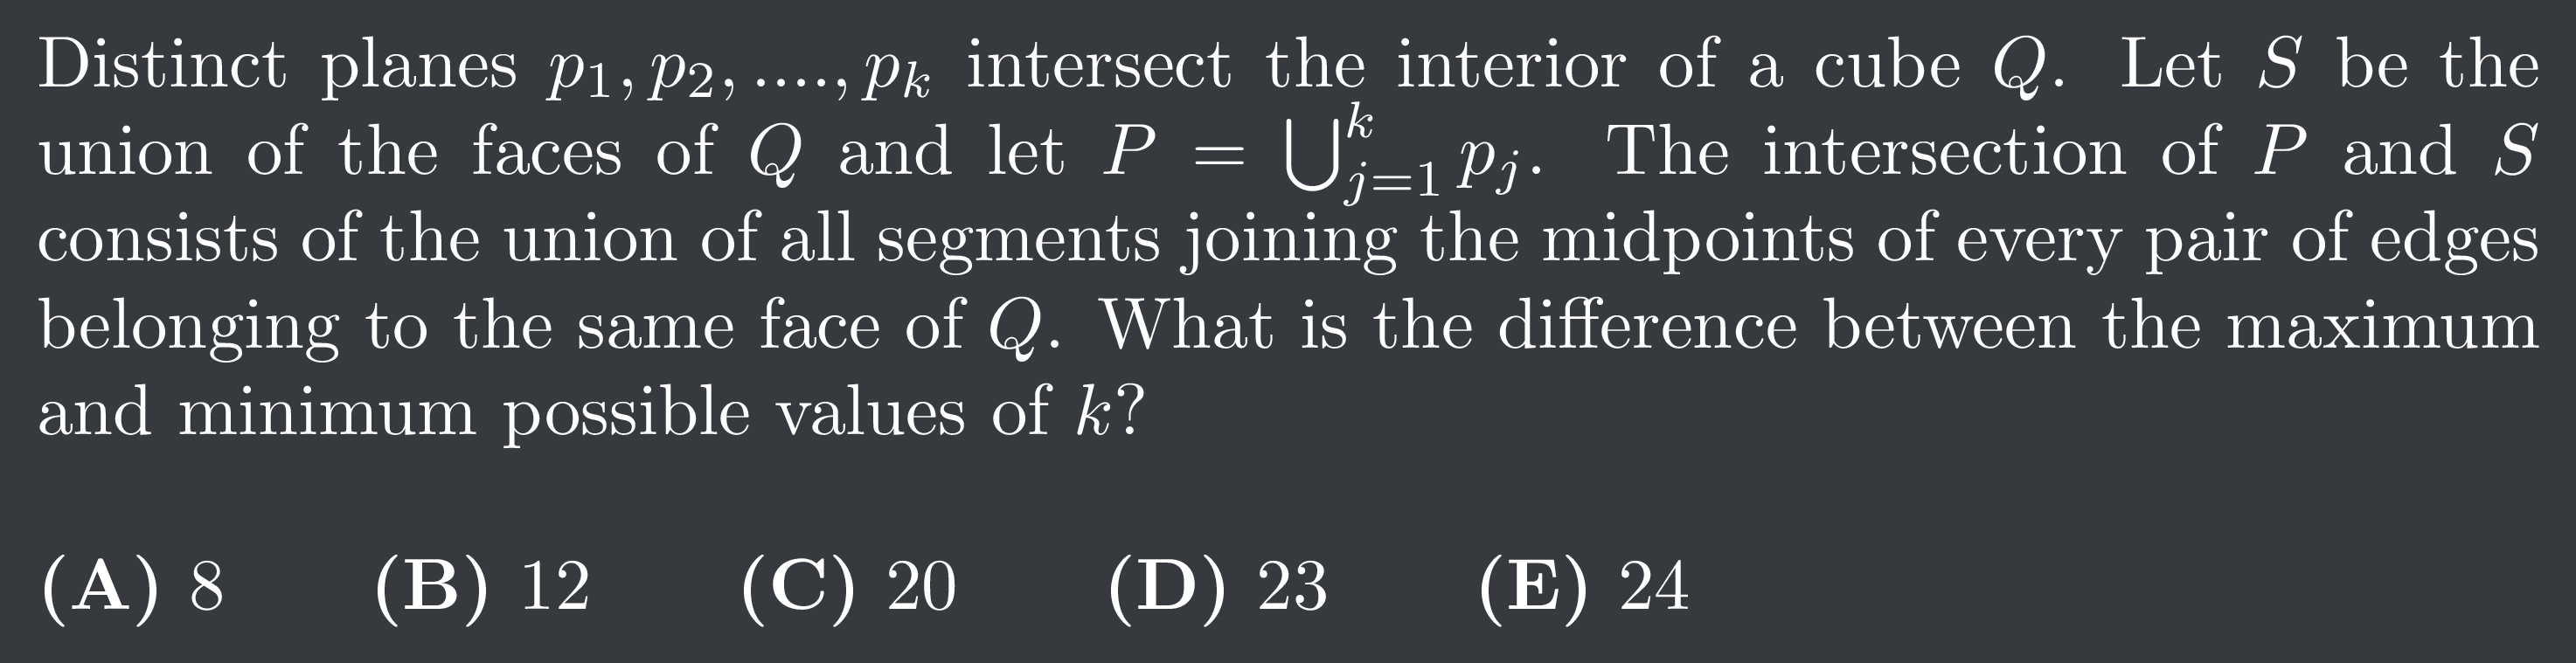 Distinct planes $p_1, p_2, ...., p_k$ intersect the interior of a cube $Q$. Let $S$ be the
union of the faces of $Q$ and let $P = \bigcup_{j=1}^{k} p_j$. The intersection of $P$ and $S$
consists of the union of all segments joining the midpoints of every pair of edges
belonging to the same face of $Q$. What is the difference between the maximum
and minimum possible values of $k$?
(A) 8 (B) 12 (C) 20 (D) 23 (E) 24